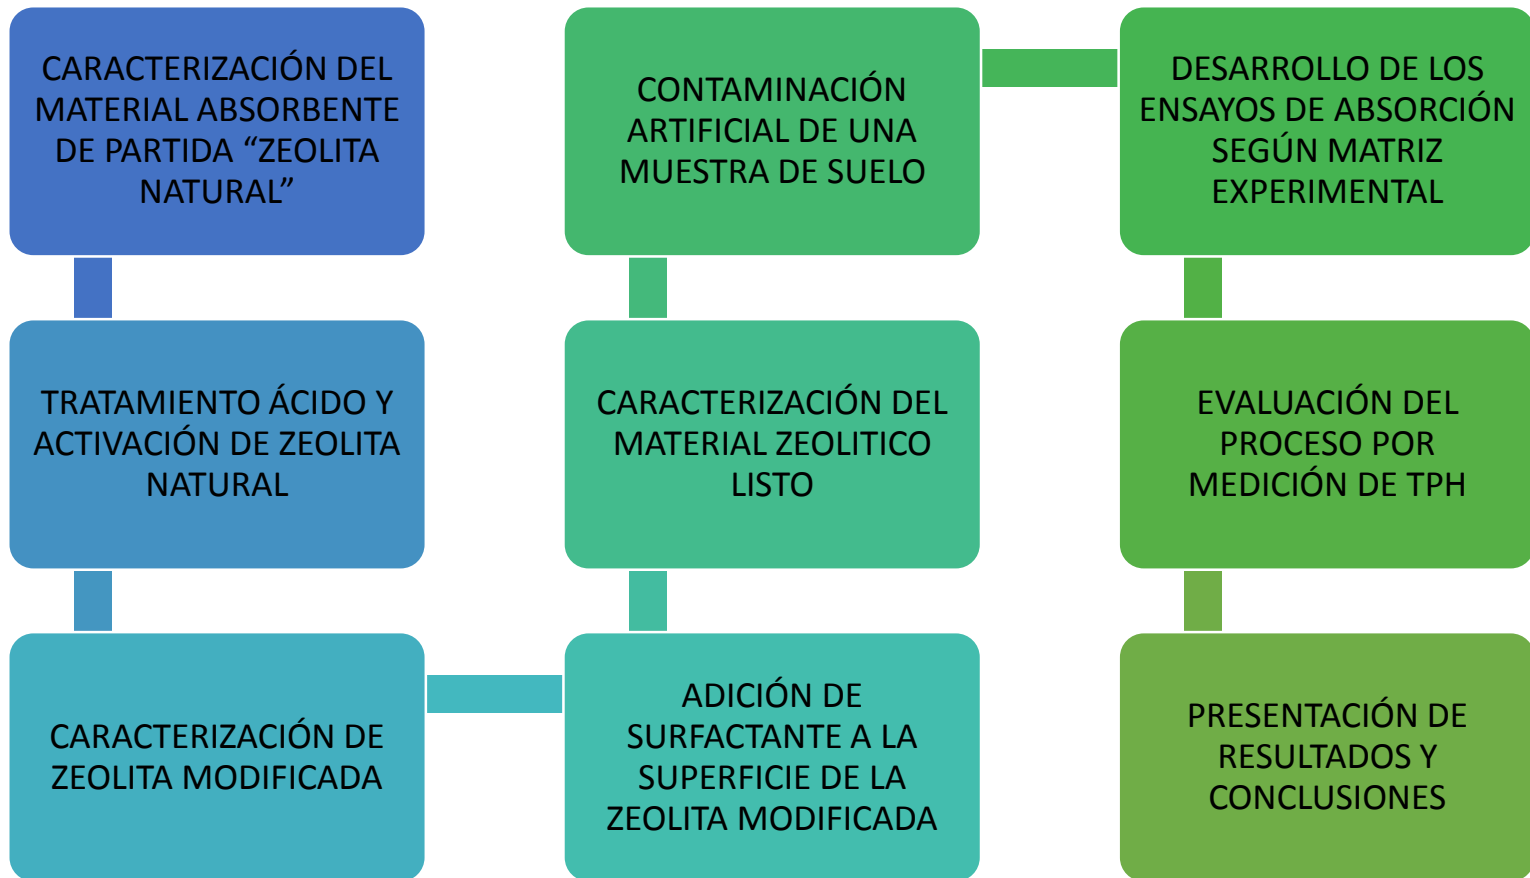 CARACTERIZACIÓN DEL
MATERIAL ABSORBENTE
DE PARTIDA “ZEOLITA
NATURAL”
TRATAMIENTO ÁCIDO Y
ACTIVACIÓN DE ZEOLITA
NATURAL
CARACTERIZACIÓN DE
ZEOLITA MODIFICADA
ADICIÓN DE
SURFACTANTE A LA
SUPERFICIE DE LA
ZEOLITA MODIFICADA
CARACTERIZACIÓN DEL
MATERIAL ZEOLITICO
LISTO
CONTAMINACIÓN
ARTIFICIAL DE UNA
MUESTRA DE SUELO
DESARROLLO DE LOS
ENSAYOS DE ABSORCIÓN
SEGÚN MATRIZ
EXPERIMENTAL
EVALUACIÓN DEL
PROCESO POR
MEDICIÓN DE TPH
PRESENTACIÓN DE
RESULTADOS Y
CONCLUSIONES